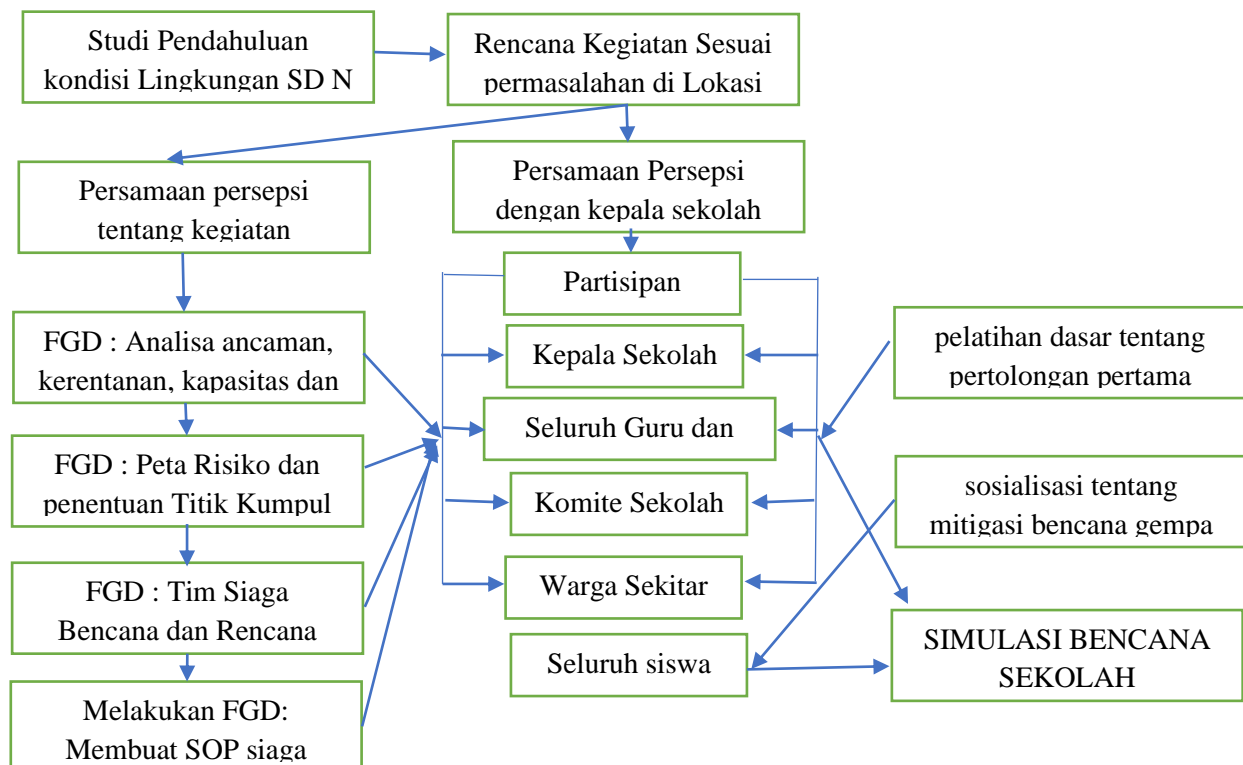 Studi Pendahuluan
kondisi Lingkungan SD N
Rencana Kegiatan Sesuai
permasalahan di Lokasi
Persamaan persepsi
tentang kegiatan
Persamaan Persepsi
dengan kepala sekolah
Partisipan
FGD : Analisa ancaman,
kerentanan, kapasitas dan
Kepala Sekolah
pelatihan dasar tentang
pertolongan pertama
Seluruh Guru dan
FGD : Peta Risiko dan
penentuan Titik Kumpul
Komite Sekolah
sosialisasi tentang
mitigasi bencana gempa
FGD : Tim Siaga
Bencana dan Rencana
Warga Sekitar
Seluruh siswa
SIMULASI BENCANA
SEKOLAH
Melakukan FGD:
Membuat SOP siaga